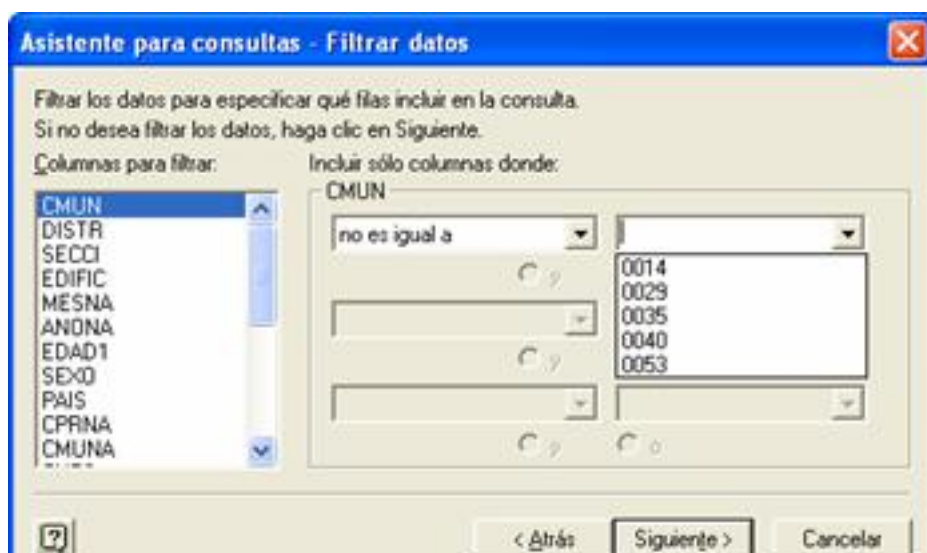 Asistente para consultas - Filtrar datos
Filtrar los datos para especificar qué filas incluir en la consulta.
Si no desea filtrar los datos, haga clic en Siguiente.
Columnas para filtrar:
CMUN
DISTR
SECCI
EDIFIC
MESNA
ANONA
EDAD1
SEXO
PAIS
CPRNA
CMUNA
Incluir sólo columnas donde:
CMUN
no es igual a
0014
0029
0035
0040
0053
y
y
y o
< Atrás Siguiente > Cancelar